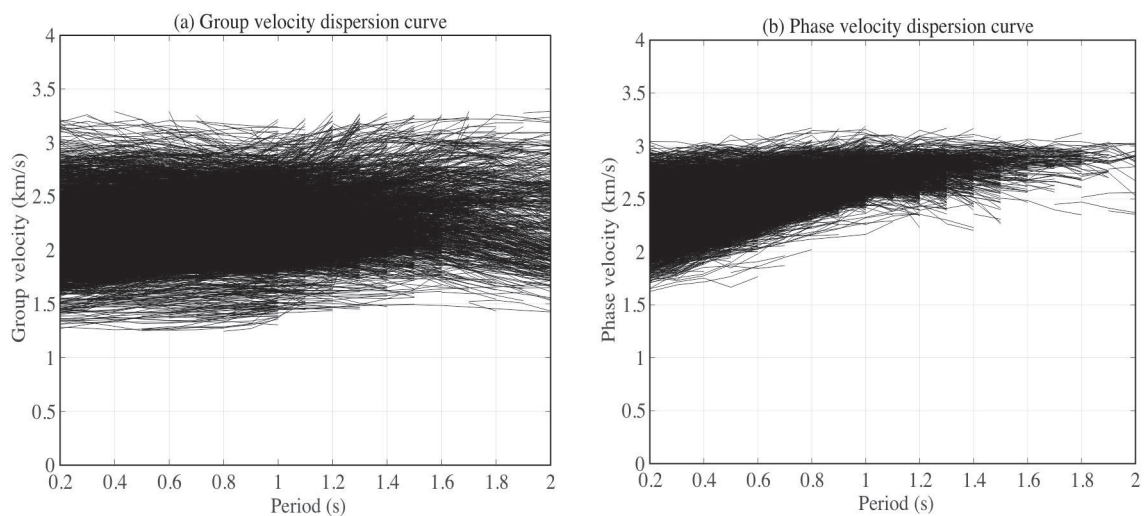 (a) Group velocity dispersion curve
4
3.5
3
2.5
2
1.5
1
0.5
0
Group velocity (km/s)
0.2 0.4 0.6 0.8 1 1.2 1.4 1.6 1.8 2
Period (s)
(b) Phase velocity dispersion curve
4
3.5
3
2.5
2
1.5
1
0.5
0
Phase velocity (km/s)
0.2 0.4 0.6 0.8 1 1.2 1.4 1.6 1.8 2
Period (s)